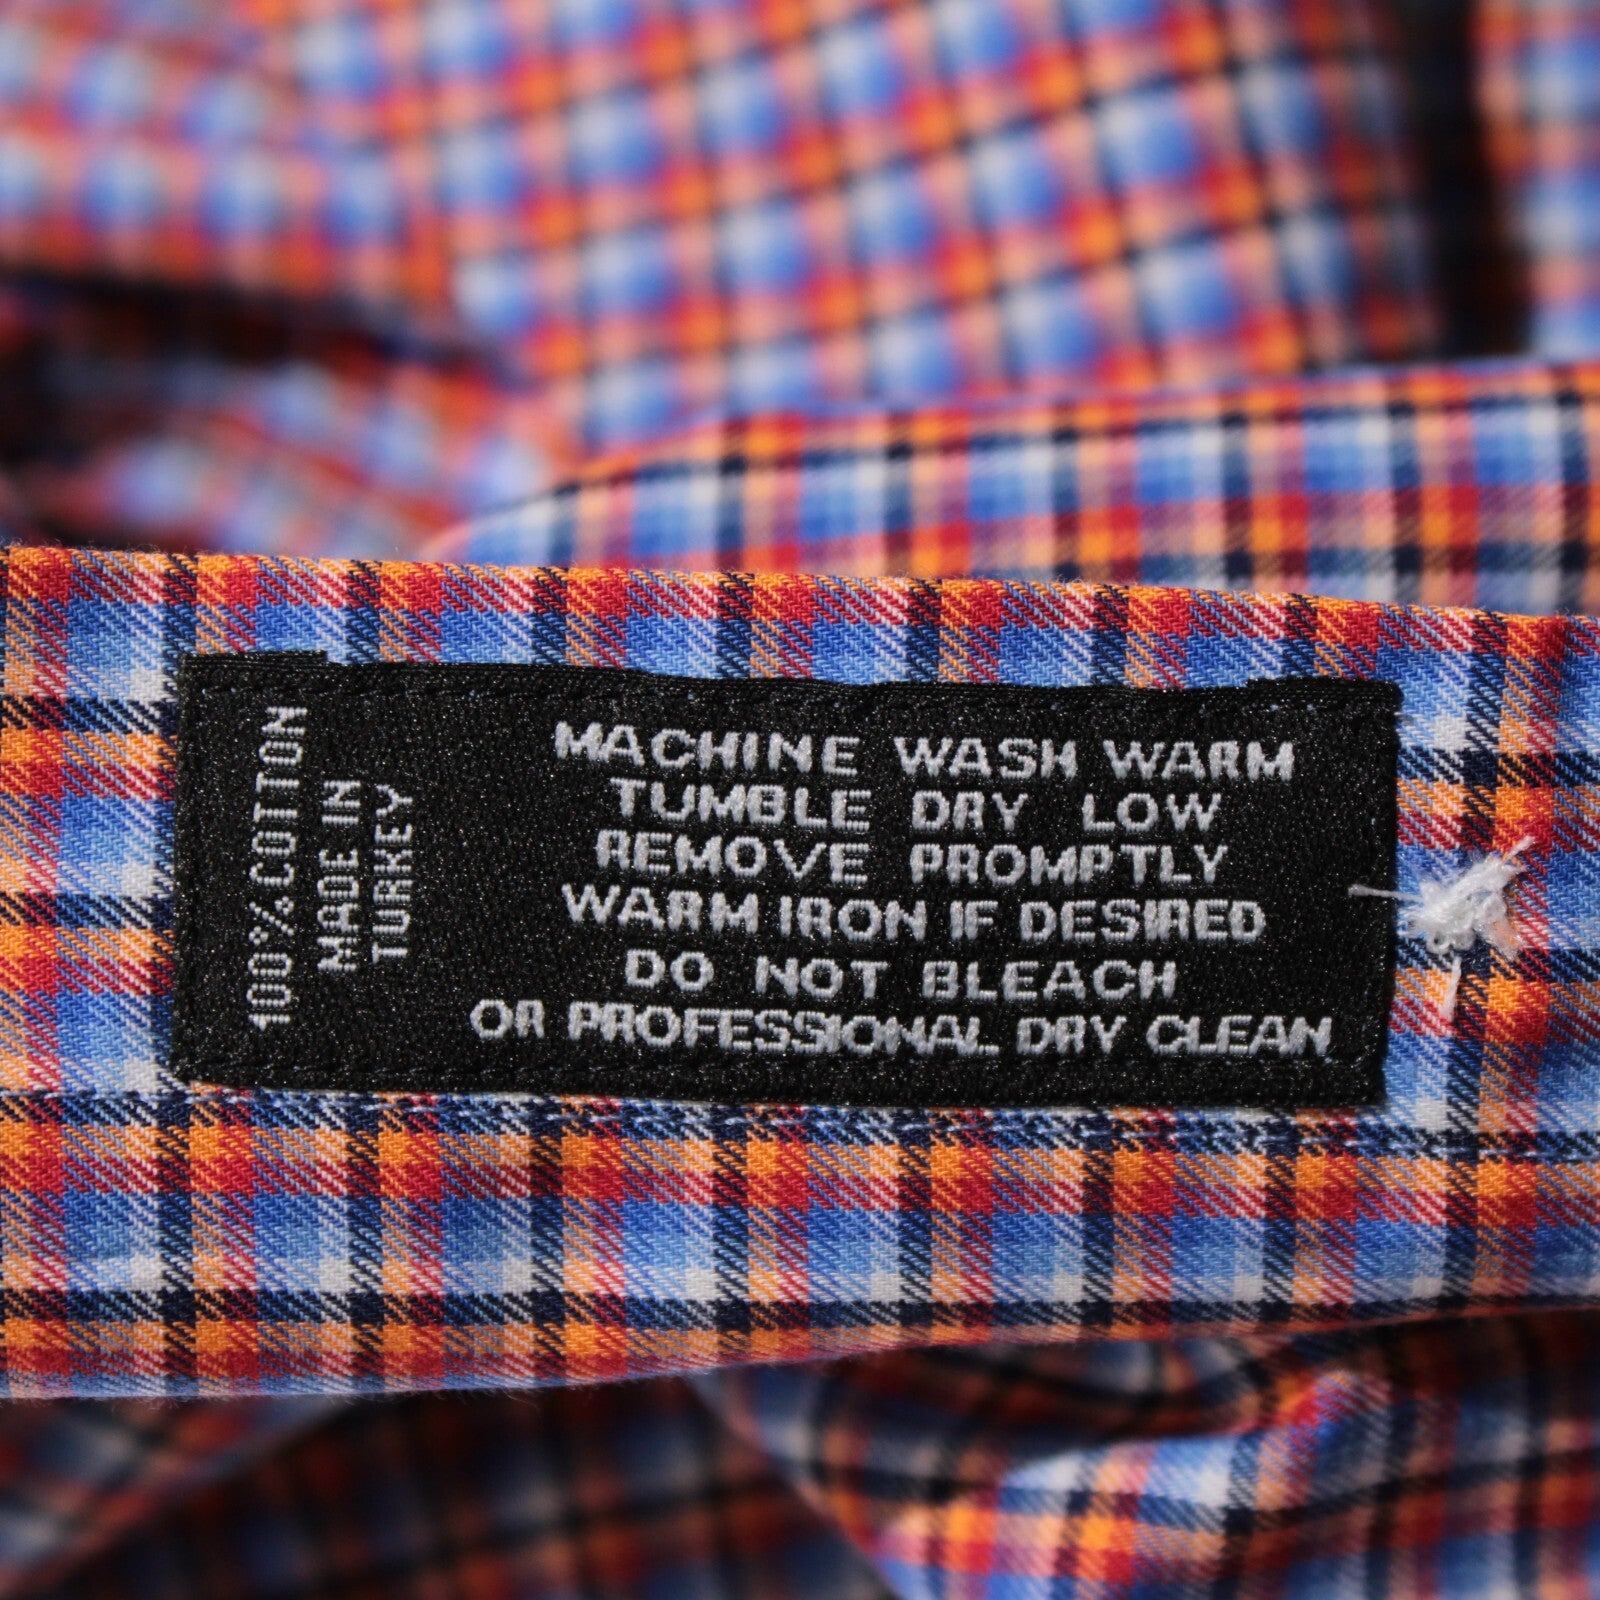 100% COTTON
MADE IN
TURKEY
MACHINE WASH WARM
TUMBLE DRY LOW
REMOVE PROMPTLY
WARM IRON IF DESIRED
DO NOT BLEACH
OR PROFESSIONAL DRY CLEAN